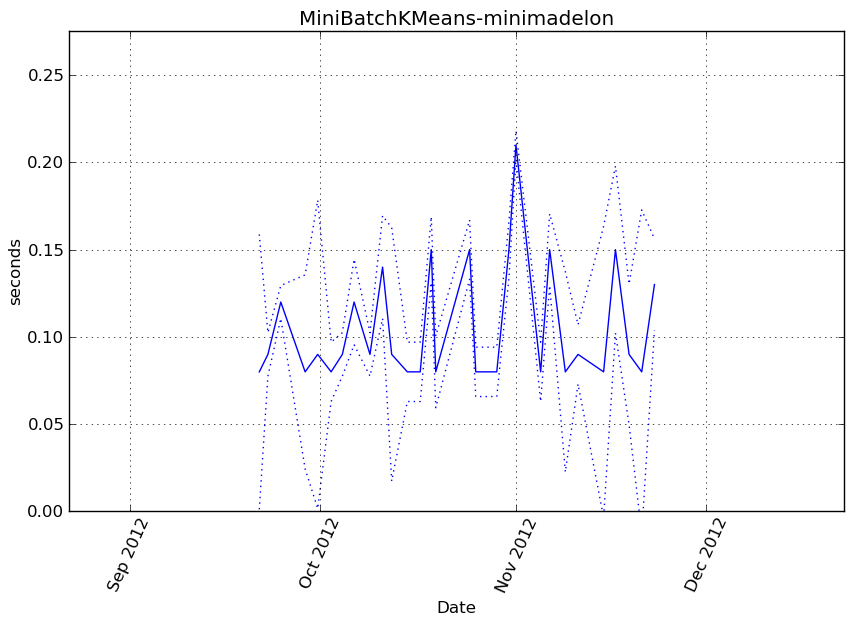 MiniBatchKMeans-minimadelon
0.25
0.20
0.15
0.10
0.05
0.00
seconds
Sep 2012
Oct 2012
Nov 2012
Dec 2012
Date